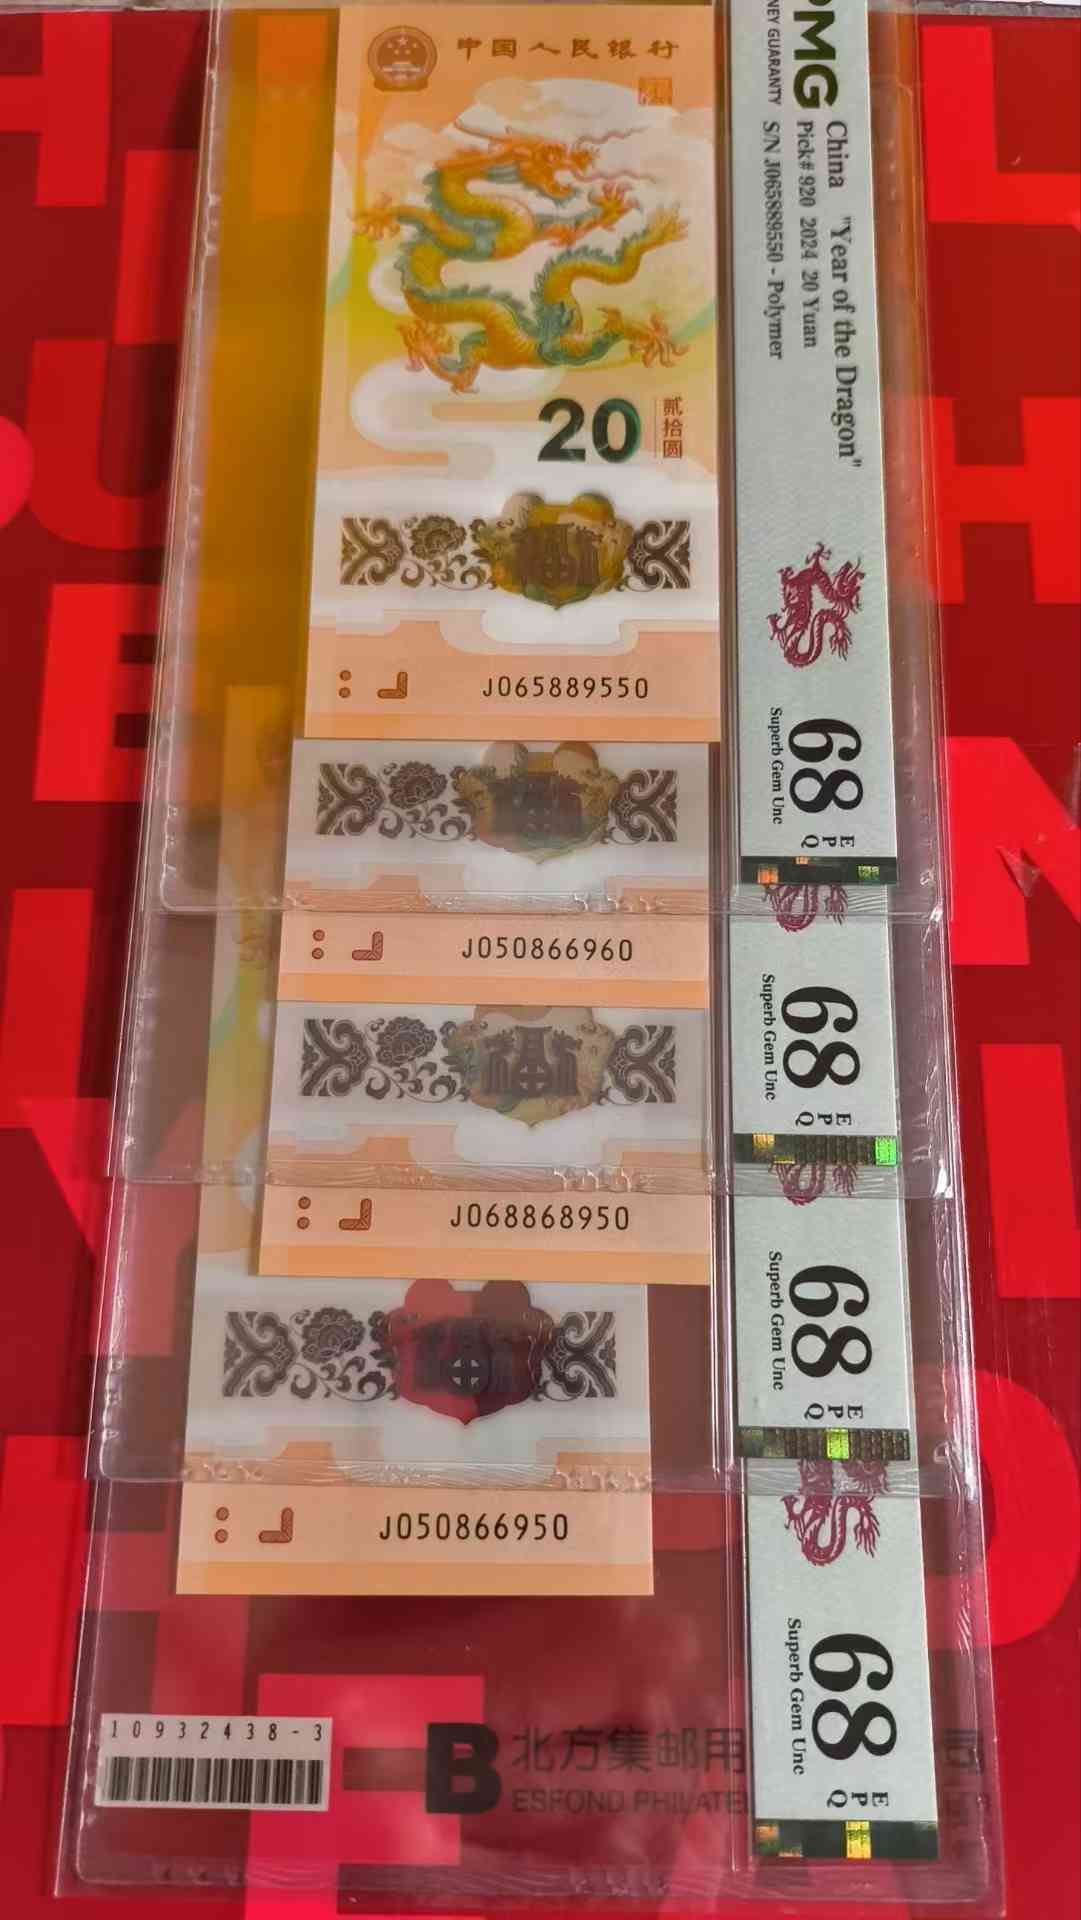 中国人民银行
20
贰拾圆
J065889550
PMG
NEY GUARANTY
China "Year of the Dragon"
Pick# 920 2024 20 Yuan
S/N J065889550 - Polymer
68
EPQ
Superb Gem Unc
福
J050866960
68
EPQ
Superb Gem Unc
J068868950
68
EPQ
Superb Gem Unc
J050866950
68
EPQ
Superb Gem Unc
10932438-3
B 北方集邮用
司
ESFOND PHILATE